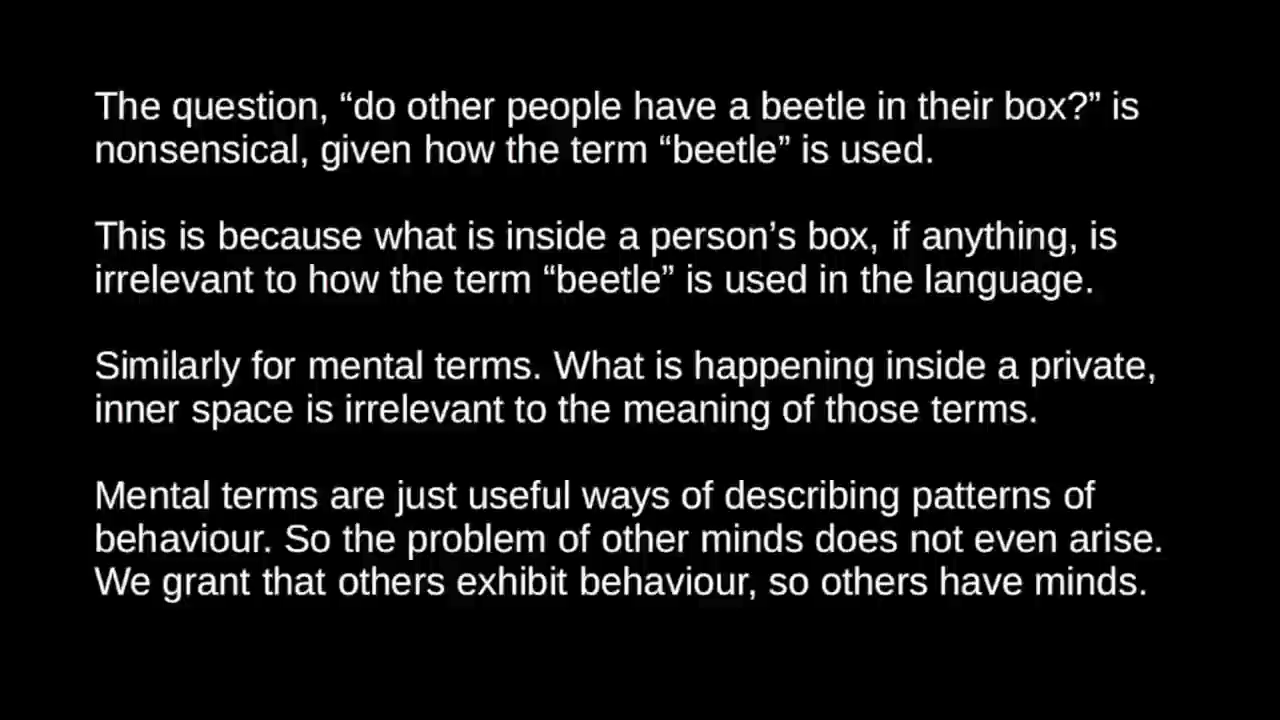 The question, “do other people have a beetle in their box?” is
nonsensical, given how the term “beetle” is used.
This is because what is inside a person’s box, if anything, is
irrelevant to how the term “beetle” is used in the language.
Similarly for mental terms. What is happening inside a private,
inner space is irrelevant to the meaning of those terms.
Mental terms are just useful ways of describing patterns of
behaviour. So the problem of other minds does not even arise.
We grant that others exhibit behaviour, so others have minds.